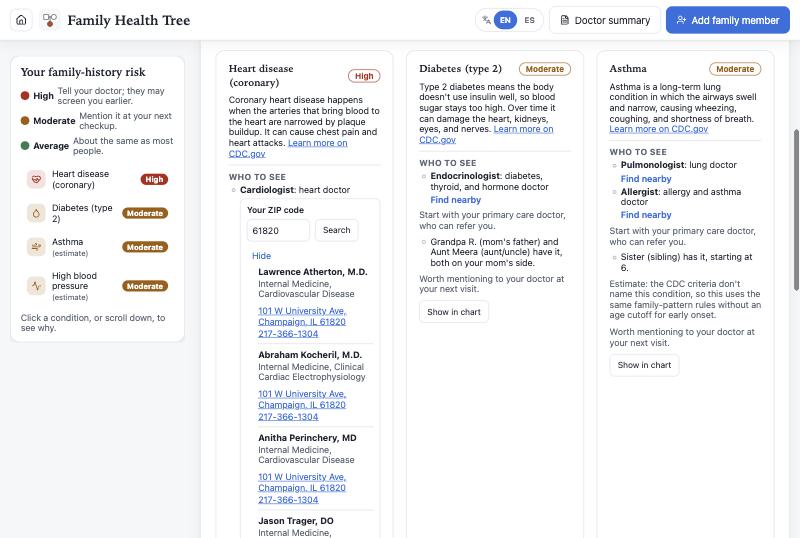 Family Health Tree
EN
ES
Doctor summary
Add family member
Your family-history risk
High Tell your doctor; they may
screen you earlier.
Moderate Mention it at your next
checkup.
Average About the same as most
people.
Heart disease
(coronary)
High
Diabetes (type
2)
Moderate
Asthma
(estimate)
Moderate
High blood
pressure
(estimate)
Moderate
Click a condition, or scroll down, to
see why.
Heart disease
(coronary)
High
Coronary heart disease happens
when the arteries that bring blood to
the heart are narrowed by plaque
buildup. It can cause chest pain and
heart attacks. Learn more on
CDC.gov
WHO TO SEE
Cardiologist: heart doctor
Your ZIP code
61820
Search
Hide
Lawrence Atherton, M.D.
Internal Medicine,
Cardiovascular Disease
101 W University Ave,
Champaign, IL 61820
217-366-1304
Abraham Kocheril, M.D.
Internal Medicine, Clinical
Cardiac Electrophysiology
101 W University Ave,
Champaign, IL 61820
217-366-1304
Anitha Perinchery, MD
Internal Medicine,
Cardiovascular Disease
101 W University Ave,
Champaign, IL 61820
217-366-1304
Jason Trager, DO
Internal Medicine,
Diabetes (type 2)
Moderate
Type 2 diabetes means the body
doesn't use insulin well, so blood
sugar stays too high. Over time it
can damage the heart, kidneys,
eyes, and nerves. Learn more on
CDC.gov
WHO TO SEE
Endocrinologist: diabetes,
thyroid, and hormone doctor
Find nearby
Start with your primary care doctor,
who can refer you.
Grandpa R. (mom's father) and
Aunt Meera (aunt/uncle) have it,
both on your mom's side.
Worth mentioning to your doctor at
your next visit.
Show in chart
Asthma
Moderate
Asthma is a long-term lung
condition in which the airways swell
and narrow, causing wheezing,
coughing, and shortness of breath.
Learn more on CDC.gov
WHO TO SEE
Pulmonologist: lung doctor
Find nearby
Allergist: allergy and asthma
doctor
Find nearby
Start with your primary care doctor,
who can refer you.
Sister (sibling) has it, starting at
6.
Estimate: the CDC criteria don't
name this condition, so this uses the
same family-pattern rules without an
age cutoff for early onset.
Worth mentioning to your doctor at
your next visit.
Show in chart